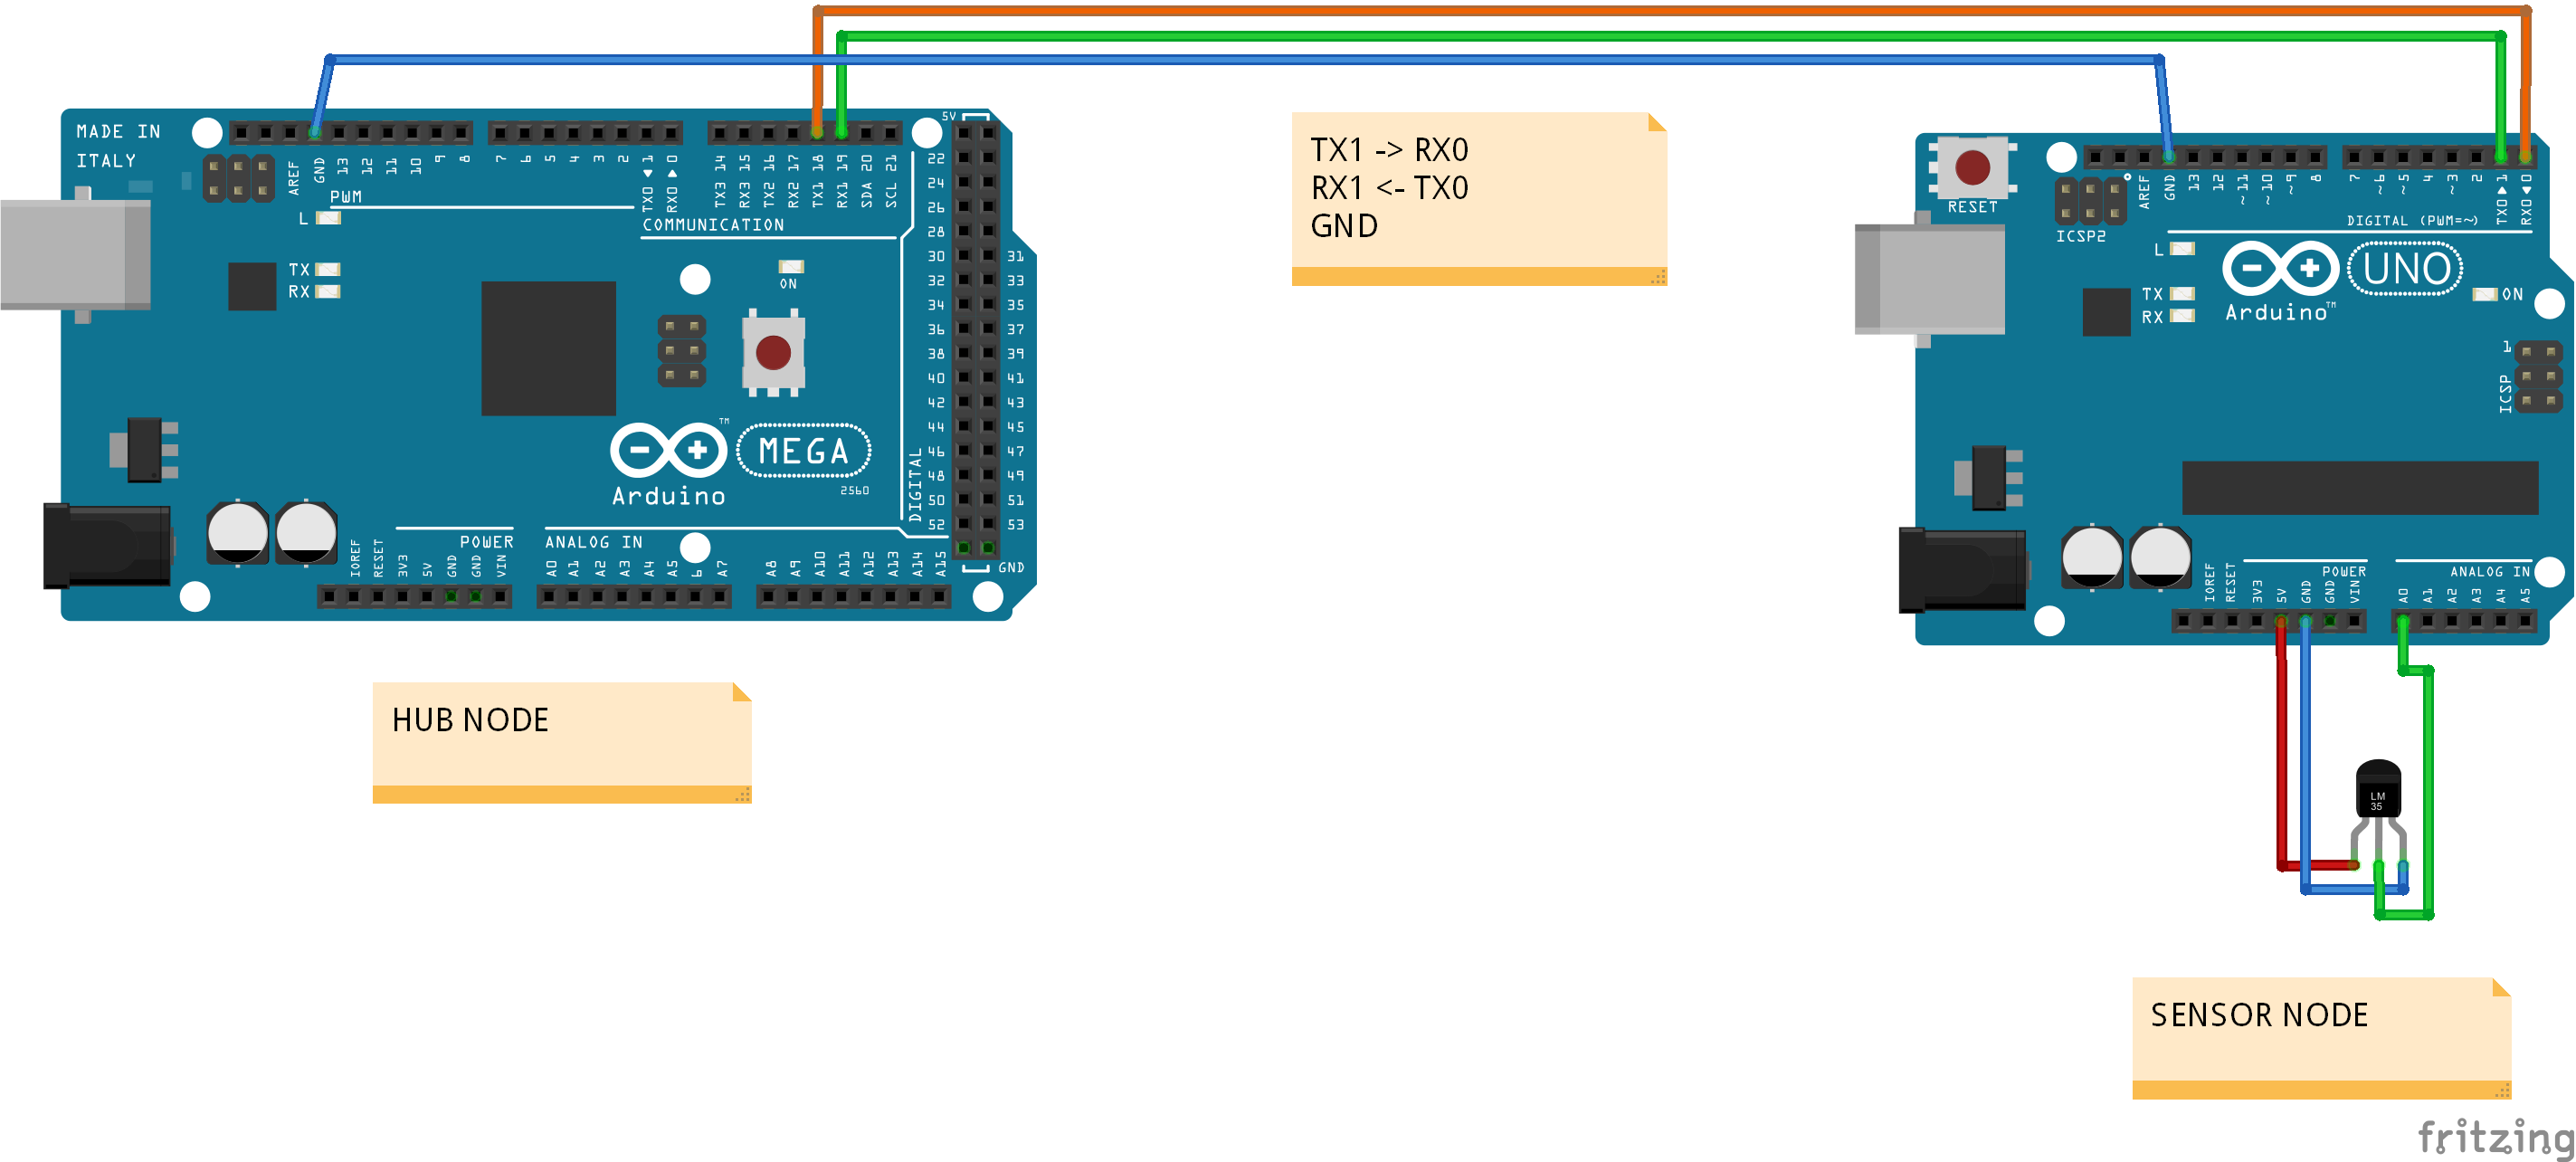 MADE IN
ITALY
AREF
GND
13
12
11
10
9
8
7
6
5
4
3
2
TX0 1
RX0 0
TX3 14
RX3 15
TX2 16
RX2 17
TX1 18
RX1 19
SDA 20
SCL 21
PWM
COMMUNICATION
L
TX
RX
ON
5V
22
24
26
28
30 31
32 33
34 35
36 37
38 39
40 41
42 43
44 45
46 47
48 49
50 51
52 53
GND
DIGITAL
MEGA
2560
TM
Arduino
POWER
ANALOG IN
IOREF
RESET
3V3
5V
GND
GND
VIN
A0
A1
A2
A3
A4
A5
6
A7
A8
A9
A10
A11
A12
A13
A14
A15
HUB NODE
TX1 -> RX0
RX1 <- TX0
GND
RESET
ICSP2
AREF
GND
13
12
~11
~10
~9
8
7
~6
~5
4
~3
2
TX0 1
RX0 0
DIGITAL (PWM=~)
L
TX
RX
UNO
TM
Arduino
ON
1
ICSP
POWER
ANALOG IN
IOREF
RESET
3V3
5V
GND
GND
VIN
A0
A1
A2
A3
A4
A5
LM
35
SENSOR NODE
fritzing